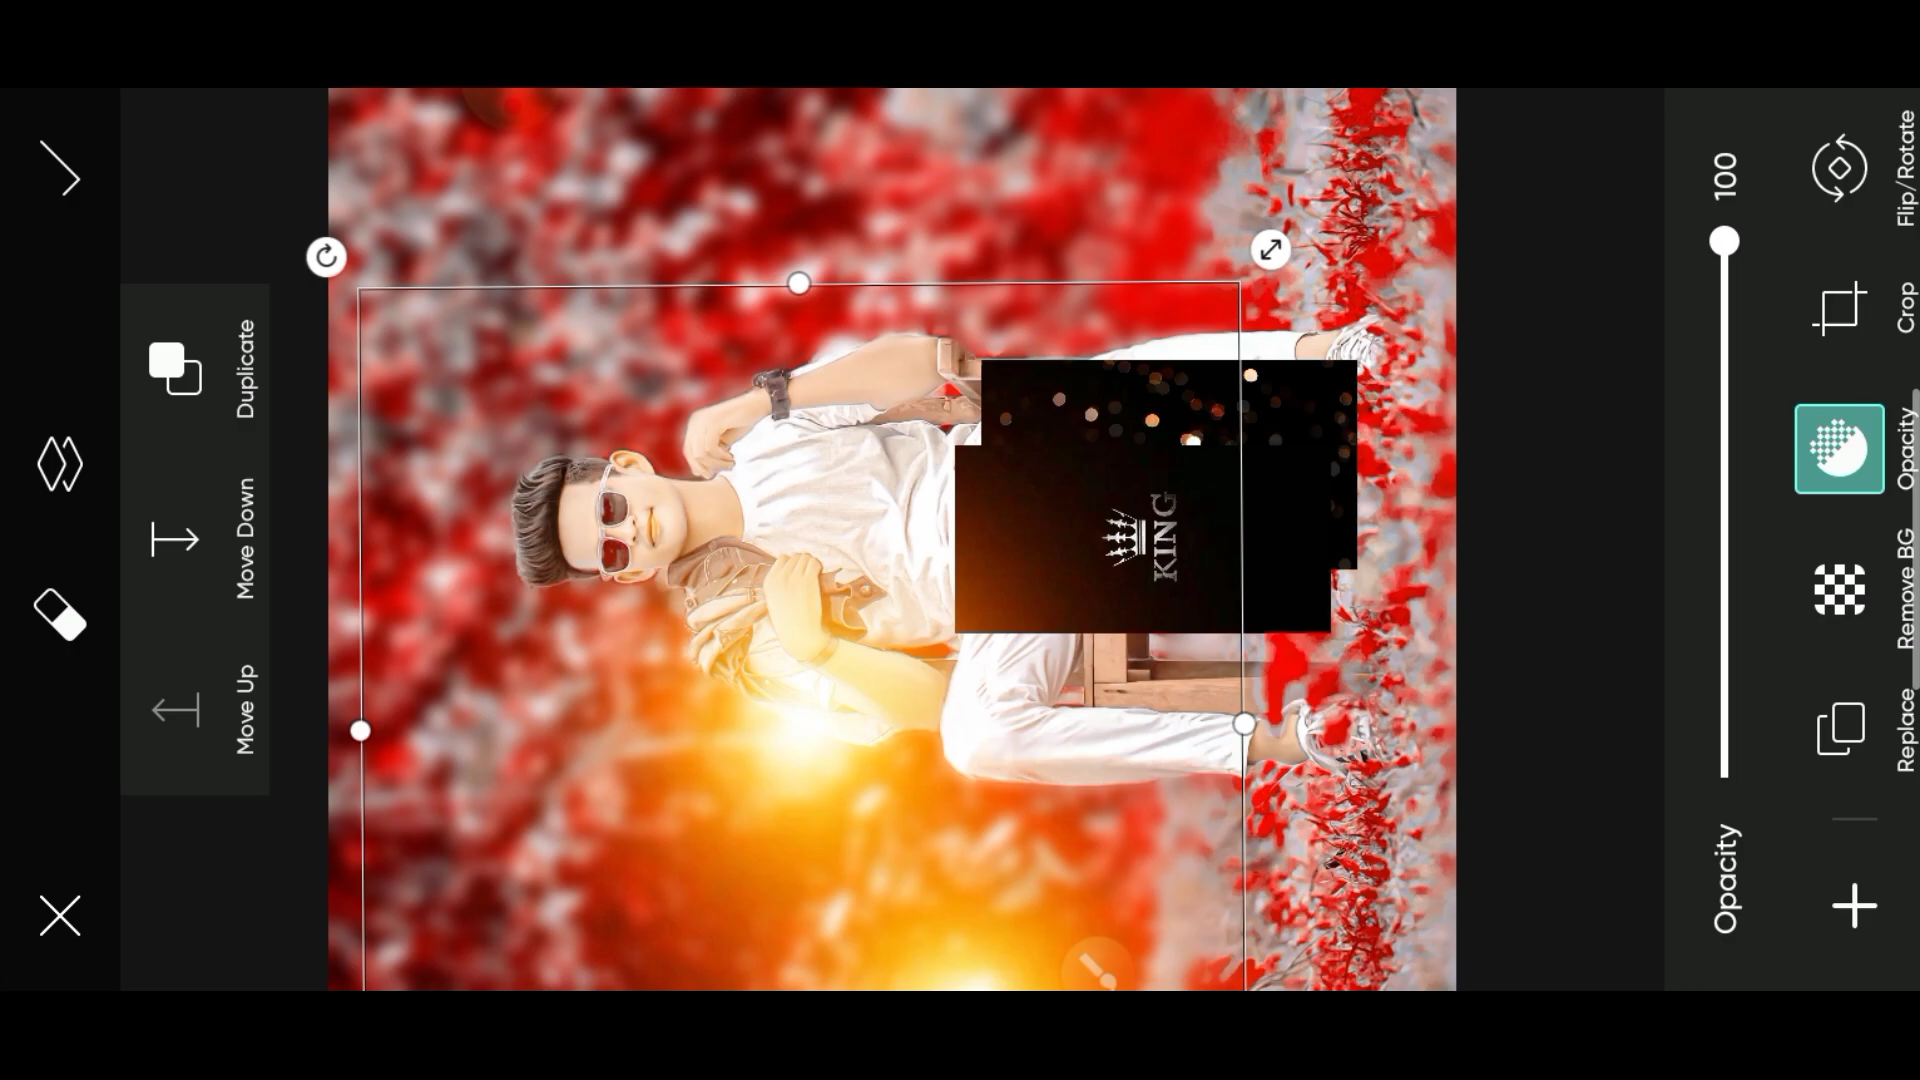 Duplicate
Move Down
Move Up
KING
100
Opacity
Flip/Rotate
Crop
Opacity
Remove BG
Replace